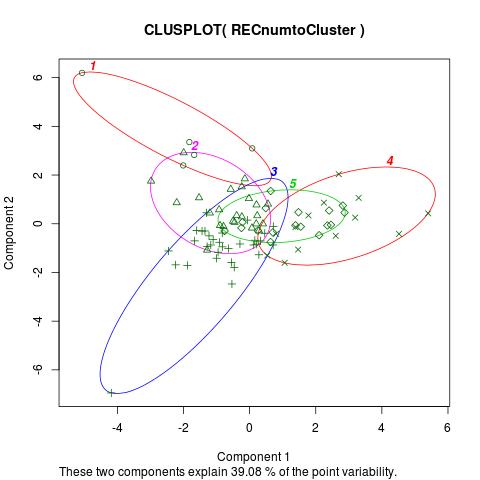 CLUSPLOT( RECnumtoCluster )
1
2
3
4
5
6
4
2
0
-2
-4
-6
Component 2
-4 -2 0 2 4 6
Component 1
These two components explain 39.08 % of the point variability.